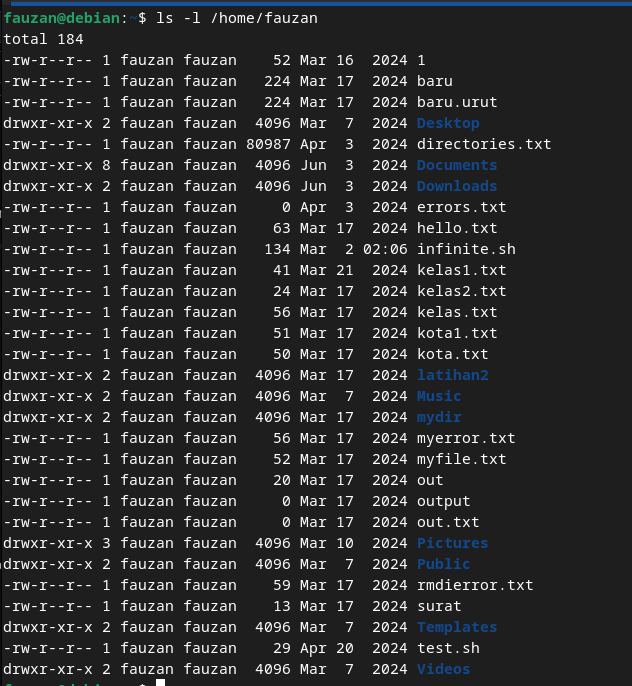 fauzan@debian:~$ ls -l /home/fauzan
total 184
-rw-r--r-- 1 fauzan fauzan    52 Mar 16  2024 1
-rw-r--r-- 1 fauzan fauzan   224 Mar 17  2024 baru
-rw-r--r-- 1 fauzan fauzan   224 Mar 17  2024 baru.urut
drwxr-xr-x 2 fauzan fauzan  4096 Mar  7  2024 Desktop
-rw-r--r-- 1 fauzan fauzan 80987 Apr  3  2024 directories.txt
drwxr-xr-x 8 fauzan fauzan  4096 Jun  3  2024 Documents
drwxr-xr-x 2 fauzan fauzan  4096 Jun  3  2024 Downloads
-rw-r--r-- 1 fauzan fauzan     0 Apr  3  2024 errors.txt
-rw-r--r-- 1 fauzan fauzan    63 Mar 17  2024 hello.txt
-rw-r--r-- 1 fauzan fauzan   134 Mar  2 02:06 infinite.sh
-rw-r--r-- 1 fauzan fauzan    41 Mar 21  2024 kelas1.txt
-rw-r--r-- 1 fauzan fauzan    24 Mar 17  2024 kelas2.txt
-rw-r--r-- 1 fauzan fauzan    56 Mar 17  2024 kelas.txt
-rw-r--r-- 1 fauzan fauzan    51 Mar 17  2024 kota1.txt
-rw-r--r-- 1 fauzan fauzan    50 Mar 17  2024 kota.txt
drwxr-xr-x 2 fauzan fauzan  4096 Mar 17  2024 latihan2
drwxr-xr-x 2 fauzan fauzan  4096 Mar  7  2024 Music
drwxr-xr-x 2 fauzan fauzan  4096 Mar 17  2024 mydir
-rw-r--r-- 1 fauzan fauzan    56 Mar 17  2024 myerror.txt
-rw-r--r-- 1 fauzan fauzan    52 Mar 17  2024 myfile.txt
-rw-r--r-- 1 fauzan fauzan    20 Mar 17  2024 out
-rw-r--r-- 1 fauzan fauzan     0 Mar 17  2024 output
-rw-r--r-- 1 fauzan fauzan     0 Mar 17  2024 out.txt
drwxr-xr-x 3 fauzan fauzan  4096 Mar 10  2024 Pictures
drwxr-xr-x 2 fauzan fauzan  4096 Mar  7  2024 Public
-rw-r--r-- 1 fauzan fauzan    59 Mar 17  2024 rmdierror.txt
-rw-r--r-- 1 fauzan fauzan    13 Mar 17  2024 surat
drwxr-xr-x 2 fauzan fauzan  4096 Mar  7  2024 Templates
-rw-r--r-- 1 fauzan fauzan    29 Apr 20  2024 test.sh
drwxr-xr-x 2 fauzan fauzan  4096 Mar  7  2024 Videos